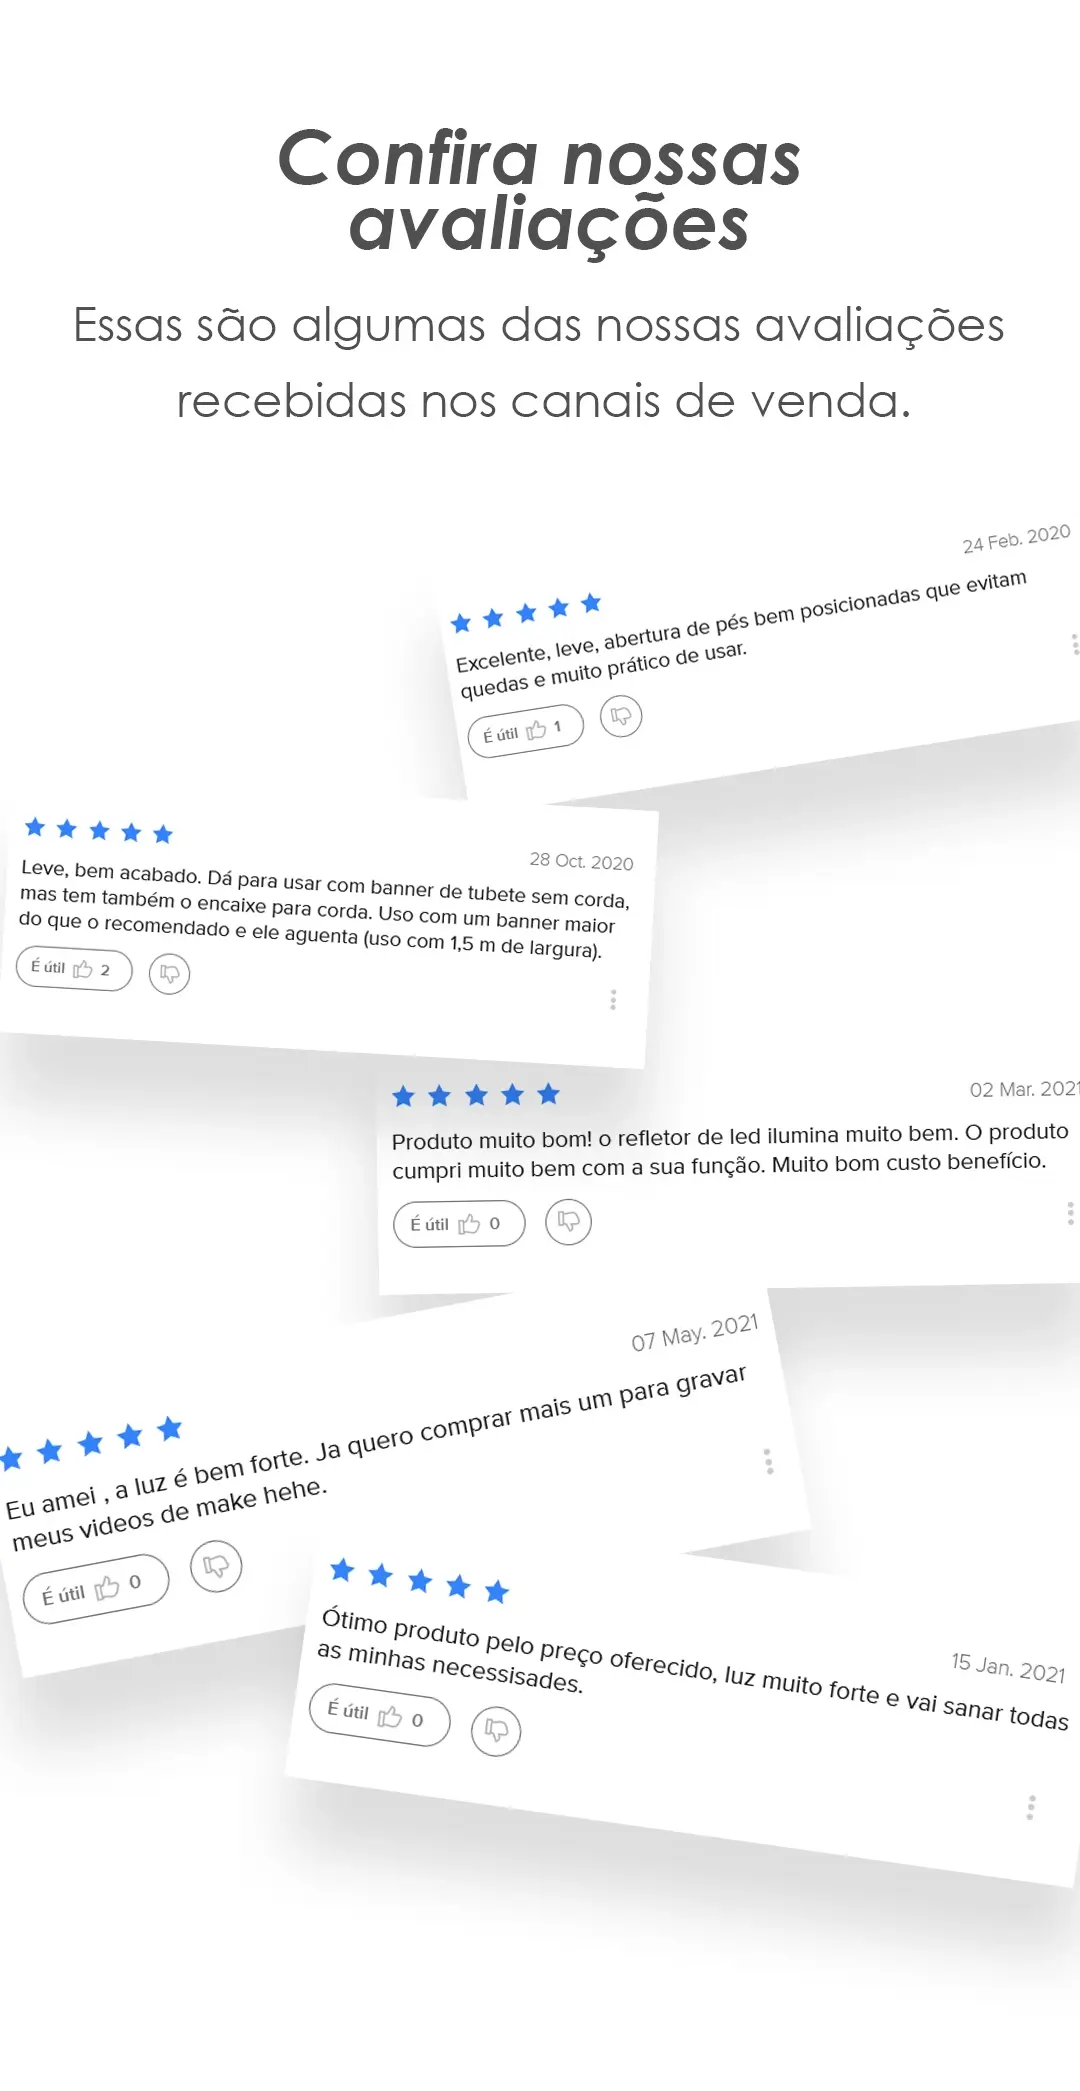 Confira nossas
avaliações
Essas são algumas das nossas avaliações
recebidas nos canais de venda.
24 Feb. 2020
Excelente, leve, abertura de pés bem posicionadas que evitam
quedas e muito prático de usar.
É útil 1
28 Oct. 2020
Leve, bem acabado. Dá para usar com banner de tubete sem corda,
mas tem também o encaixe para corda. Uso com um banner maior
do que o recomendado e ele aguenta (uso com 1,5 m de largura).
É útil 2
02 Mar. 2021
Produto muito bom! o refletor de led ilumina muito bem. O produto
cumpri muito bem com a sua função. Muito bom custo benefício.
É útil 0
07 May. 2021
Eu amei , a luz é bem forte. Ja quero comprar mais um para gravar
meus videos de make hehe.
É útil 0
15 Jan. 2021
Ótimo produto pelo preço oferecido, luz muito forte e vai sanar todas
as minhas necessisades.
É útil 0